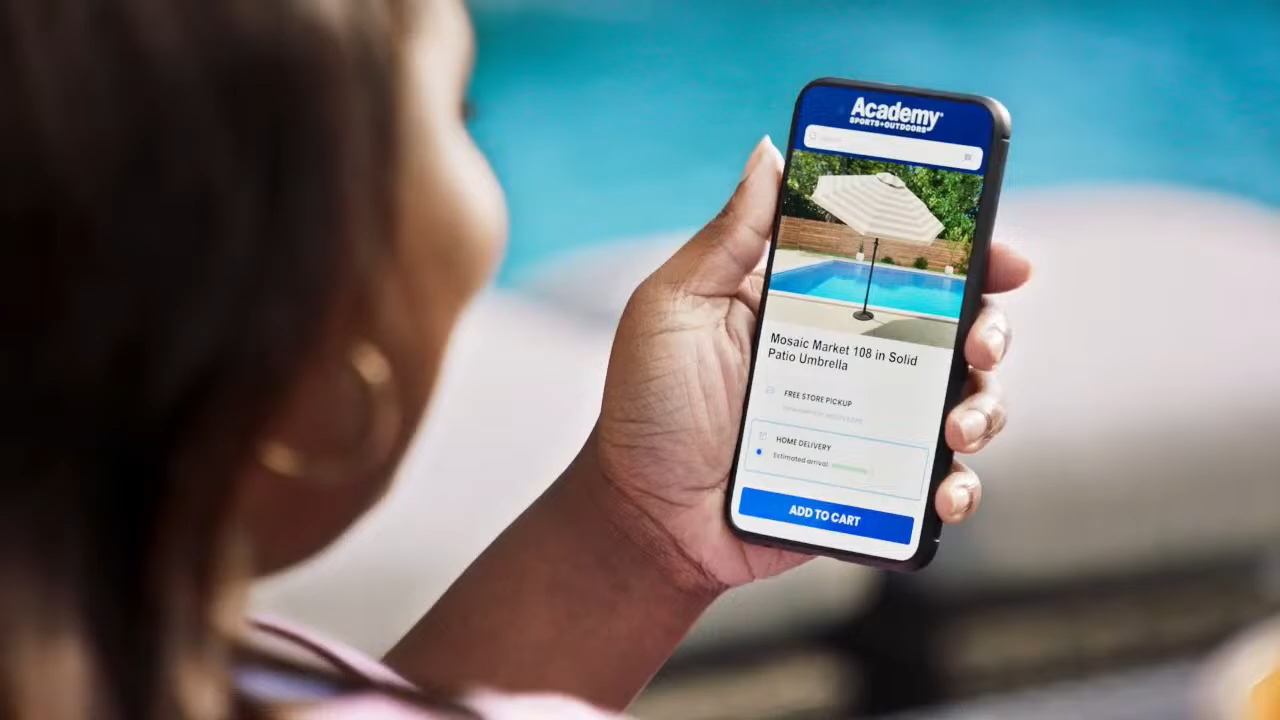 Academy
SPORTS+OUTDOORS
Mosaic Market 108 in Solid
Patio Umbrella
FREE STORE PICKUP
HOME DELIVERY
Estimated arrival:
ADD TO CART